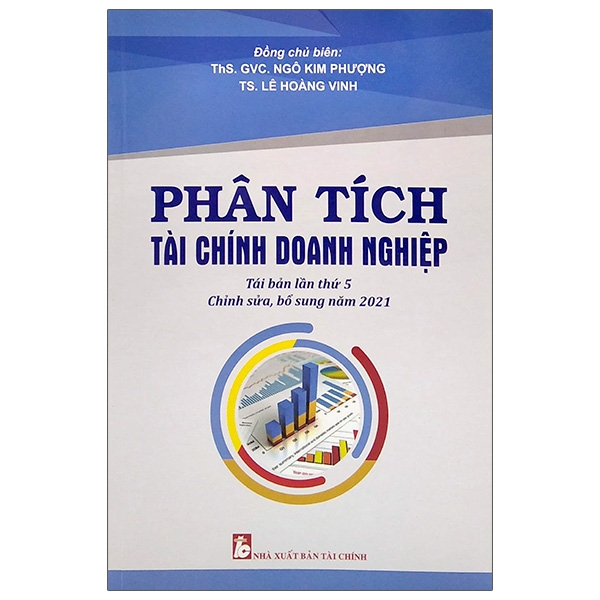 Đồng chủ biên:
ThS. GVC. NGÔ KIM PHƯỢNG
TS. LÊ HOÀNG VINH
PHÂN TÍCH
TÀI CHÍNH DOANH NGHIỆP
Tái bản lần thứ 5
Chỉnh sửa, bổ sung năm 2021
NHÀ XUẤT BẢN TÀI CHÍNH